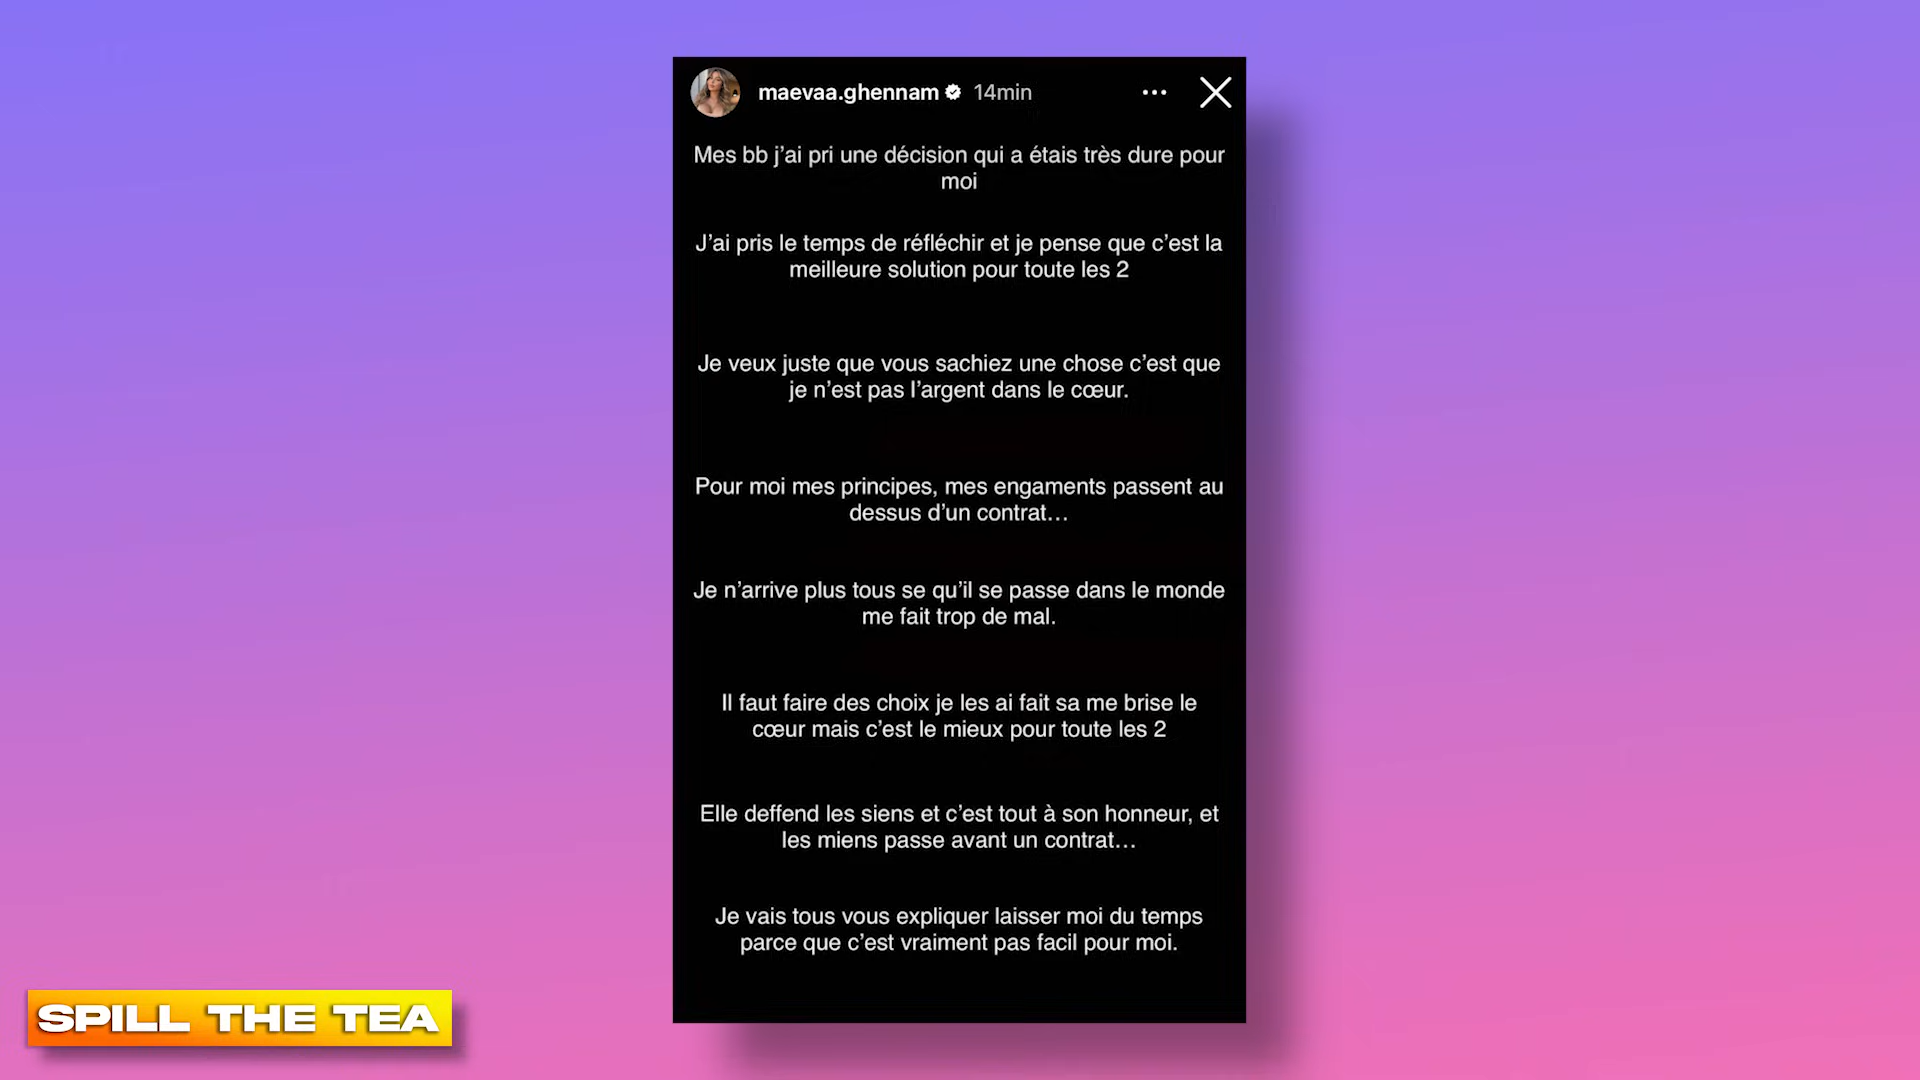 maevaa.ghennam 14min
Mes bb j’ai pri une décision qui a étais très dure pour
moi
J’ai pris le temps de réfléchir et je pense que c’est la
meilleure solution pour toute les 2
Je veux juste que vous sachiez une chose c’est que
je n’est pas l’argent dans le cœur.
Pour moi mes principes, mes engaments passent au
dessus d’un contrat…
Je n’arrive plus tous se qu’il se passe dans le monde
me fait trop de mal.
Il faut faire des choix je les ai fait sa me brise le
cœur mais c’est le mieux pour toute les 2
Elle deffend les siens et c’est tout à son honneur, et
les miens passe avant un contrat…
Je vais tous vous expliquer laisser moi du temps
parce que c’est vraiment pas facil pour moi.
SPILL THE TEA